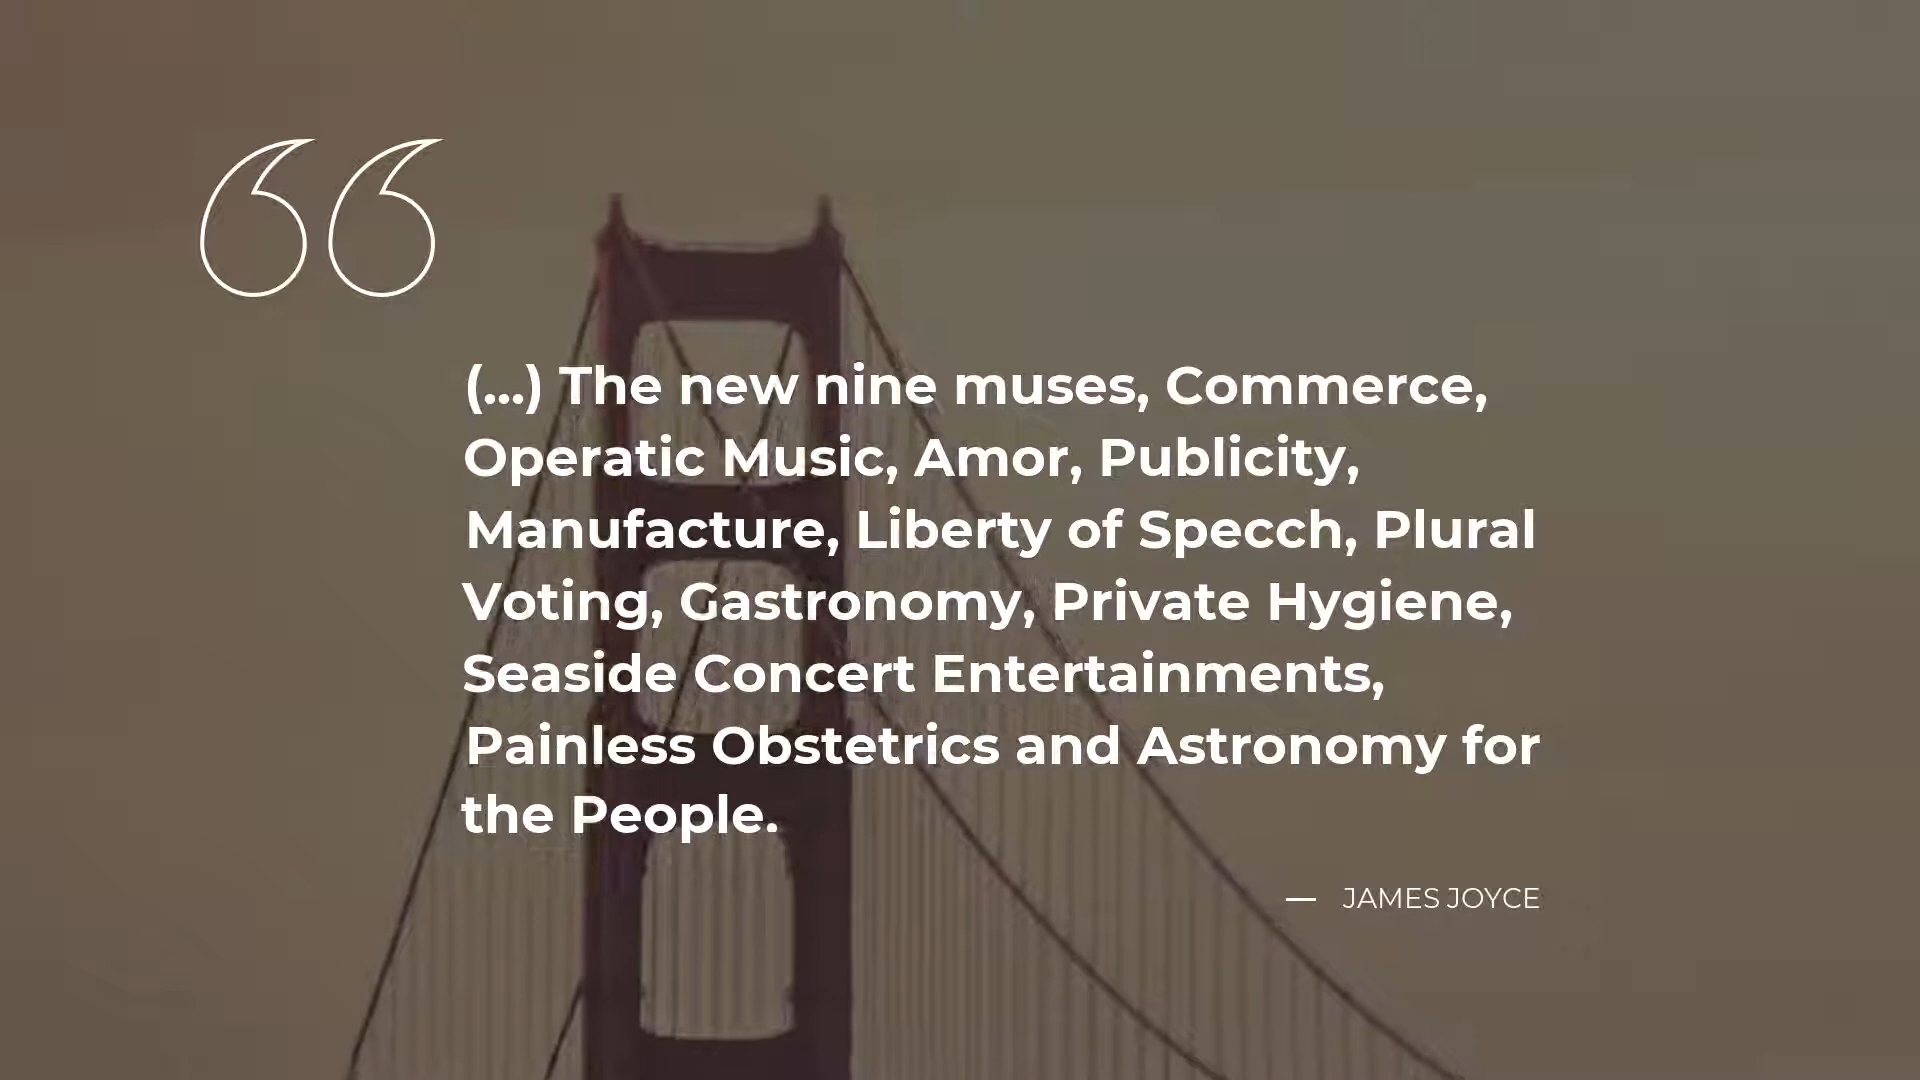 “
(...) The new nine muses, Commerce,
Operatic Music, Amor, Publicity,
Manufacture, Liberty of Specch, Plural
Voting, Gastronomy, Private Hygiene,
Seaside Concert Entertainments,
Painless Obstetrics and Astronomy for
the People.
— JAMES JOYCE